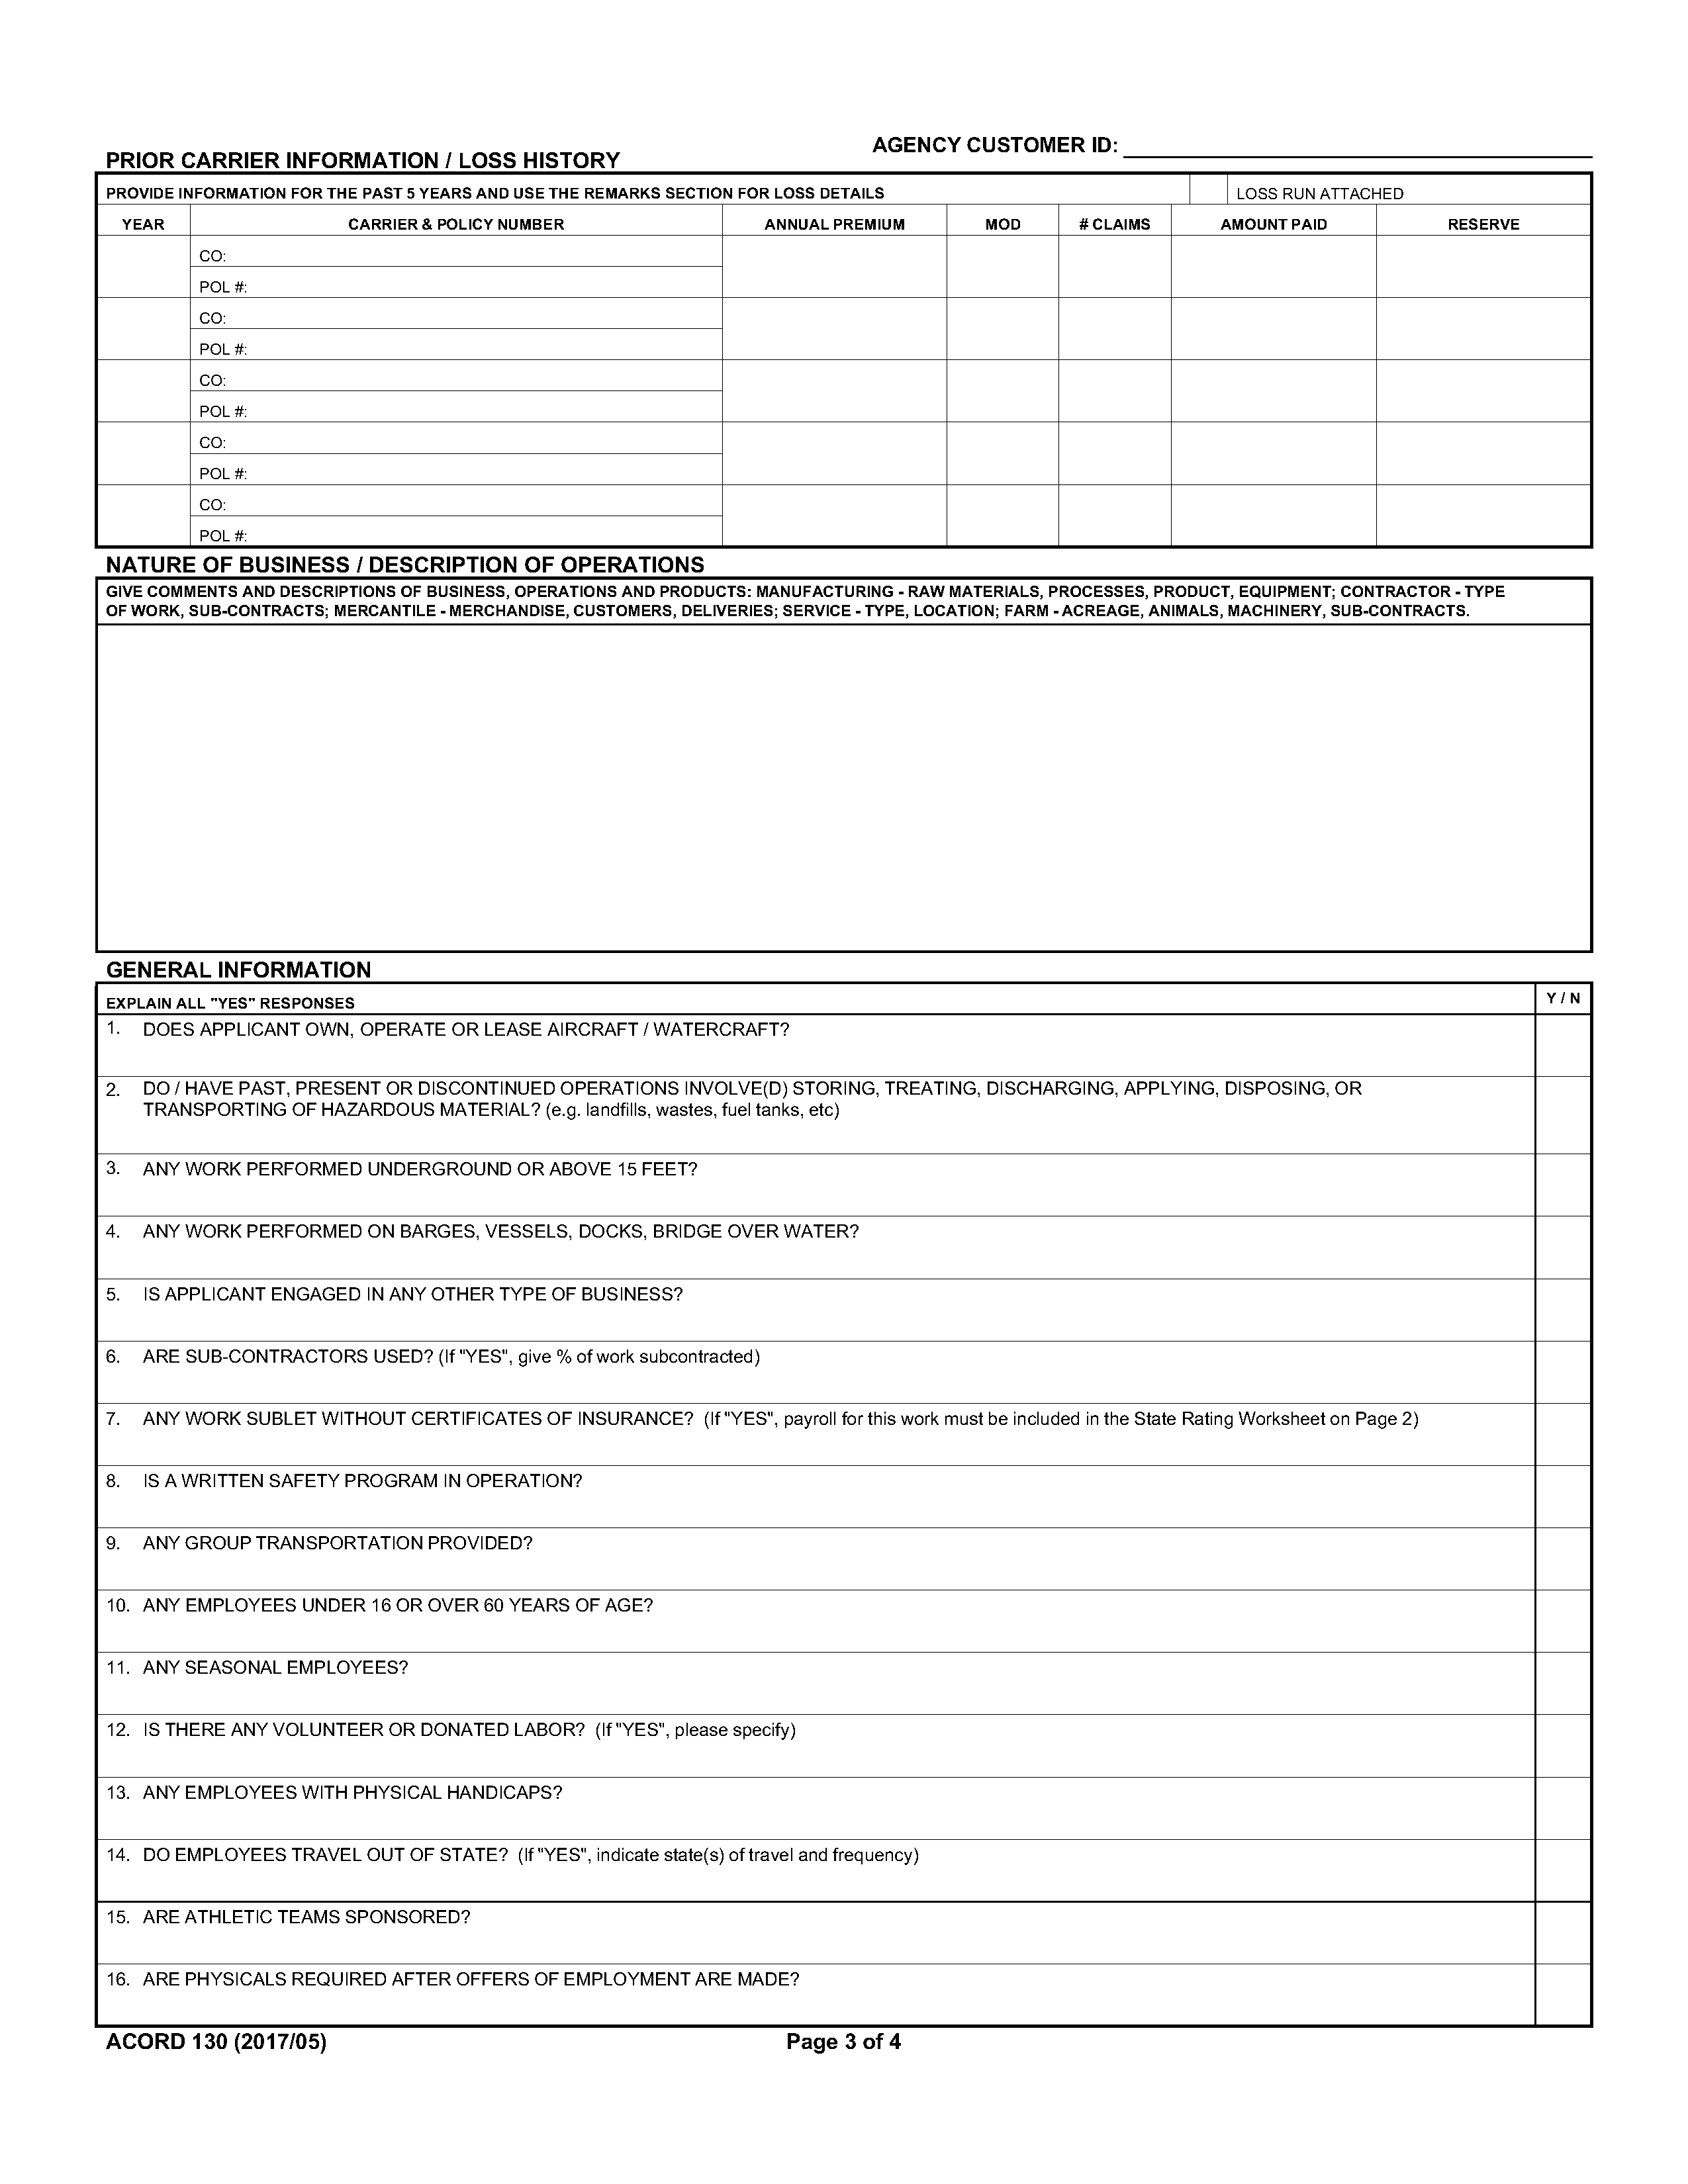 AGENCY CUSTOMER ID:
PRIOR CARRIER INFORMATION / LOSS HISTORY
PROVIDE INFORMATION FOR THE PAST 5 YEARS AND USE THE REMARKS SECTION FOR LOSS DETAILS LOSS RUN ATTACHED
YEAR CARRIER & POLICY NUMBER ANNUAL PREMIUM MOD # CLAIMS AMOUNT PAID RESERVE
CO:
POL #:
CO:
POL #:
CO:
POL #:
CO:
POL #:
CO:
POL #:
NATURE OF BUSINESS / DESCRIPTION OF OPERATIONS
GIVE COMMENTS AND DESCRIPTIONS OF BUSINESS, OPERATIONS AND PRODUCTS: MANUFACTURING - RAW MATERIALS, PROCESSES, PRODUCT, EQUIPMENT; CONTRACTOR - TYPE
OF WORK, SUB-CONTRACTS; MERCANTILE - MERCHANDISE, CUSTOMERS, DELIVERIES; SERVICE - TYPE, LOCATION; FARM - ACREAGE, ANIMALS, MACHINERY, SUB-CONTRACTS.
GENERAL INFORMATION
EXPLAIN ALL "YES" RESPONSES Y / N
1. DOES APPLICANT OWN, OPERATE OR LEASE AIRCRAFT / WATERCRAFT?
2. DO / HAVE PAST, PRESENT OR DISCONTINUED OPERATIONS INVOLVE(D) STORING, TREATING, DISCHARGING, APPLYING, DISPOSING, OR
TRANSPORTING OF HAZARDOUS MATERIAL? (e.g. landfills, wastes, fuel tanks, etc)
3. ANY WORK PERFORMED UNDERGROUND OR ABOVE 15 FEET?
4. ANY WORK PERFORMED ON BARGES, VESSELS, DOCKS, BRIDGE OVER WATER?
5. IS APPLICANT ENGAGED IN ANY OTHER TYPE OF BUSINESS?
6. ARE SUB-CONTRACTORS USED? (If "YES", give % of work subcontracted)
7. ANY WORK SUBLET WITHOUT CERTIFICATES OF INSURANCE? (If "YES", payroll for this work must be included in the State Rating Worksheet on Page 2)
8. IS A WRITTEN SAFETY PROGRAM IN OPERATION?
9. ANY GROUP TRANSPORTATION PROVIDED?
10. ANY EMPLOYEES UNDER 16 OR OVER 60 YEARS OF AGE?
11. ANY SEASONAL EMPLOYEES?
12. IS THERE ANY VOLUNTEER OR DONATED LABOR? (If "YES", please specify)
13. ANY EMPLOYEES WITH PHYSICAL HANDICAPS?
14. DO EMPLOYEES TRAVEL OUT OF STATE? (If "YES", indicate state(s) of travel and frequency)
15. ARE ATHLETIC TEAMS SPONSORED?
16. ARE PHYSICALS REQUIRED AFTER OFFERS OF EMPLOYMENT ARE MADE?
ACORD 130 (2017/05) Page 3 of 4